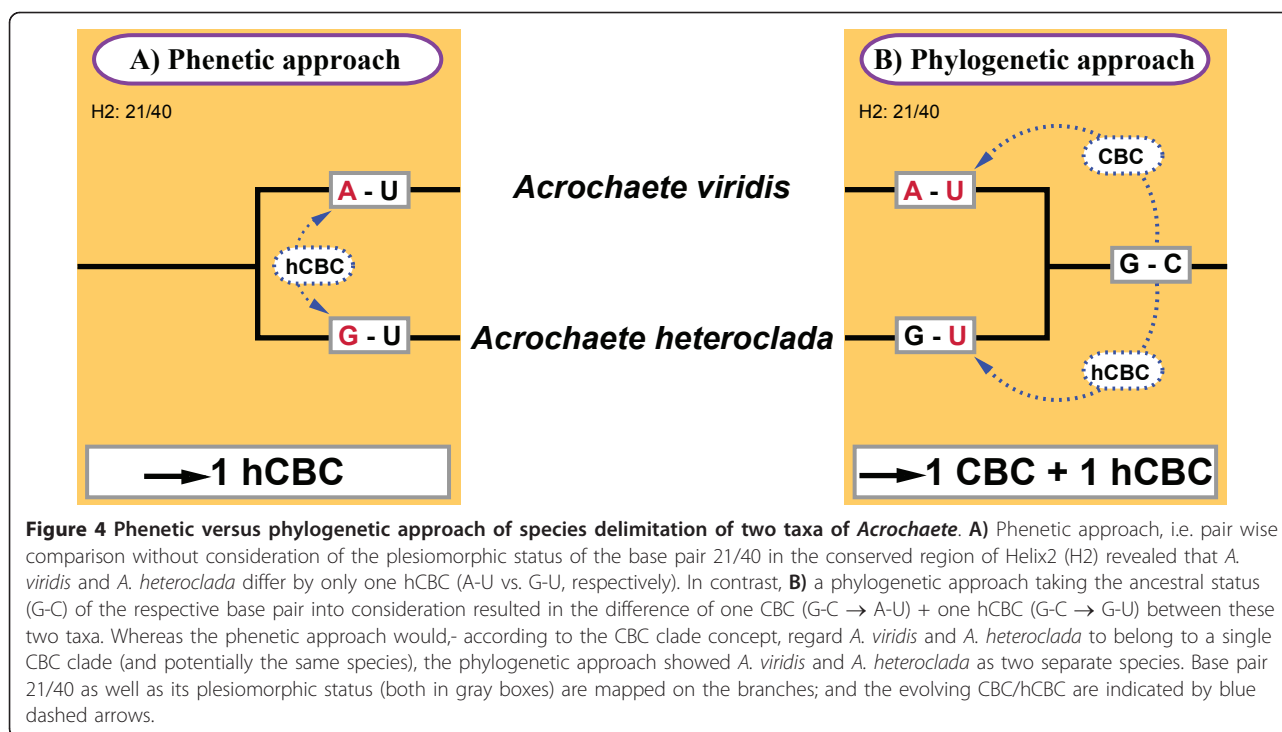 A) Phenetic approach
H2: 21/40
A - U
hCBC
G - U
→1 hCBC
Acrochaete viridis
Acrochaete heteroclada
B) Phylogenetic approach
H2: 21/40
CBC
A - U
G - C
G - U
hCBC
→1 CBC + 1 hCBC
Figure 4 Phenetic versus phylogenetic approach of species delimitation of two taxa of Acrochaete. A) Phenetic approach, i.e. pair wise
comparison without consideration of the plesiomorphic status of the base pair 21/40 in the conserved region of Helix2 (H2) revealed that A.
viridis and A. heteroclada differ by only one hCBC (A-U vs. G-U, respectively). In contrast, B) a phylogenetic approach taking the ancestral status
(G-C) of the respective base pair into consideration resulted in the difference of one CBC (G-C → A-U) + one hCBC (G-C → G-U) between these
two taxa. Whereas the phenetic approach would,- according to the CBC clade concept, regard A. viridis and A. heteroclada to belong to a single
CBC clade (and potentially the same species), the phylogenetic approach showed A. viridis and A. heteroclada as two separate species. Base pair
21/40 as well as its plesiomorphic status (both in gray boxes) are mapped on the branches; and the evolving CBC/hCBC are indicated by blue
dashed arrows.